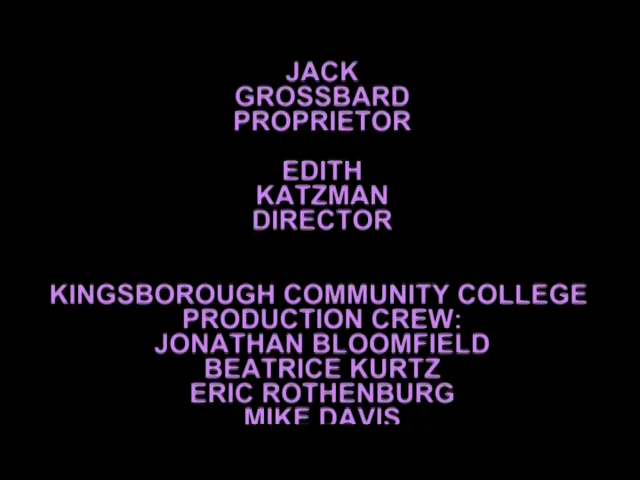 JACK
GROSSBARD
PROPRIETOR
EDITH
KATZMAN
DIRECTOR
KINGSBOROUGH COMMUNITY COLLEGE
PRODUCTION CREW:
JONATHAN BLOOMFIELD
BEATRICE KURTZ
ERIC ROTHENBURG
MIKE DAVIS